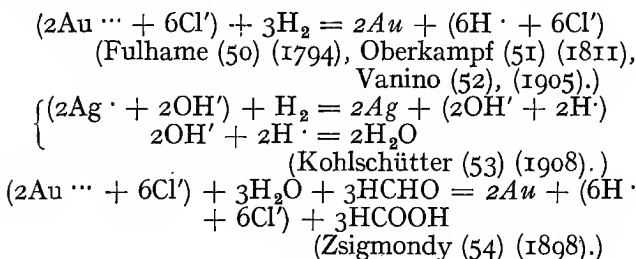 (2Au ··· + 6Cl′) + 3H₂ = 2Au + (6H · + 6Cl′)
(Fulhame (50) (1794), Oberkampf (51) (1811),
Vanino (52), (1905).)
{(2Ag · + 2OH′) + H₂ = 2Ag + (2OH′ + 2H·)
2OH′ + 2H · = 2H₂O
(Kohlschütter (53) (1908).)
(2Au ··· + 6Cl′) + 3H₂O + 3HCHO = 2Au + (6H ·
+ 6Cl′) + 3HCOOH
(Zsigmondy (54) (1898).)